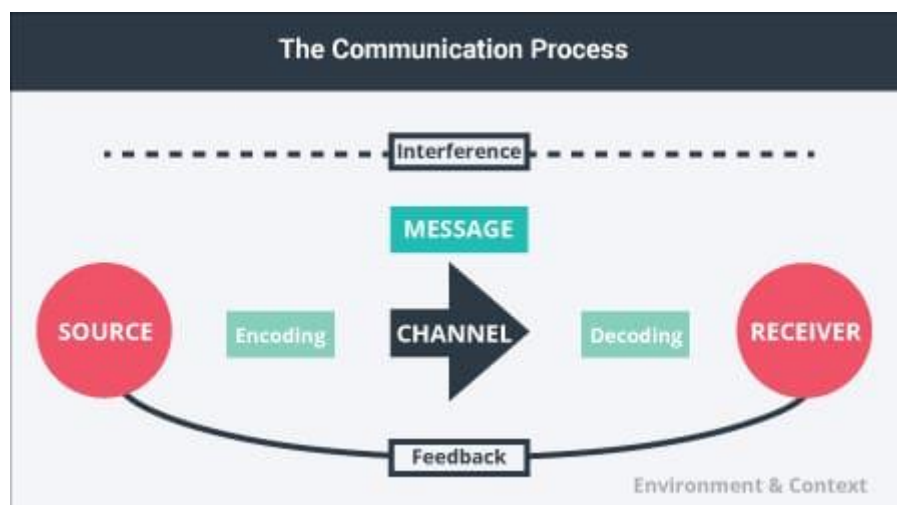 The Communication Process
Interference
MESSAGE
SOURCE
Encoding
CHANNEL
Decoding
RECEIVER
Feedback
Environment & Context